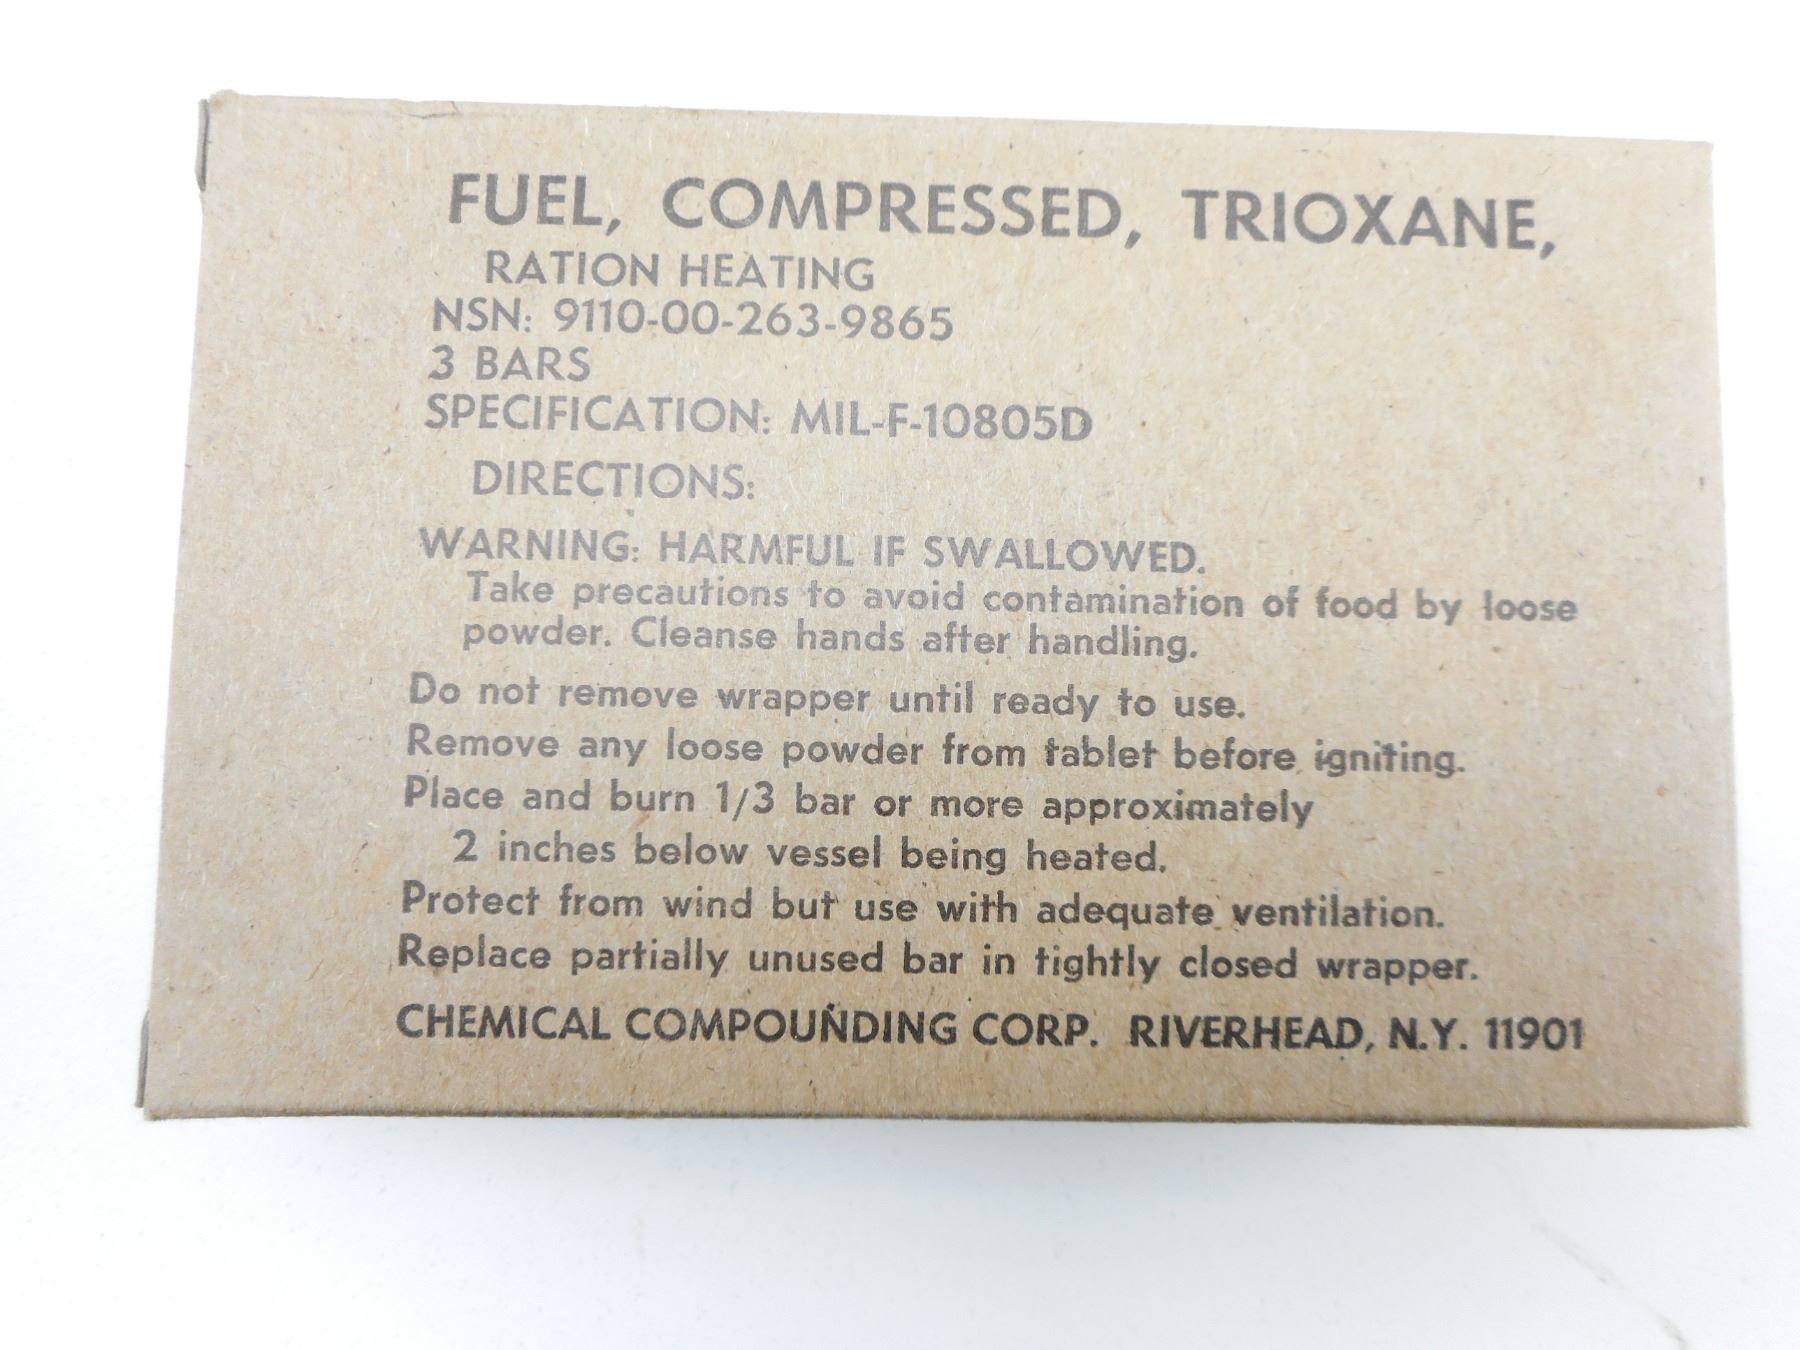 FUEL, COMPRESSED, TRIOXANE,
RATION HEATING
NSN: 9110-00-263-9865
3 BARS
SPECIFICATION: MIL-F-10805D
DIRECTIONS:
WARNING: HARMFUL IF SWALLOWED.
Take precautions to avoid contamination of food by loose
powder. Cleanse hands after handling.
Do not remove wrapper until ready to use.
Remove any loose powder from tablet before igniting.
Place and burn 1/3 bar or more approximately
2 inches below vessel being heated.
Protect from wind but use with adequate ventilation.
Replace partially unused bar in tightly closed wrapper.
CHEMICAL COMPOUNDING CORP. RIVERHEAD, N.Y. 11901